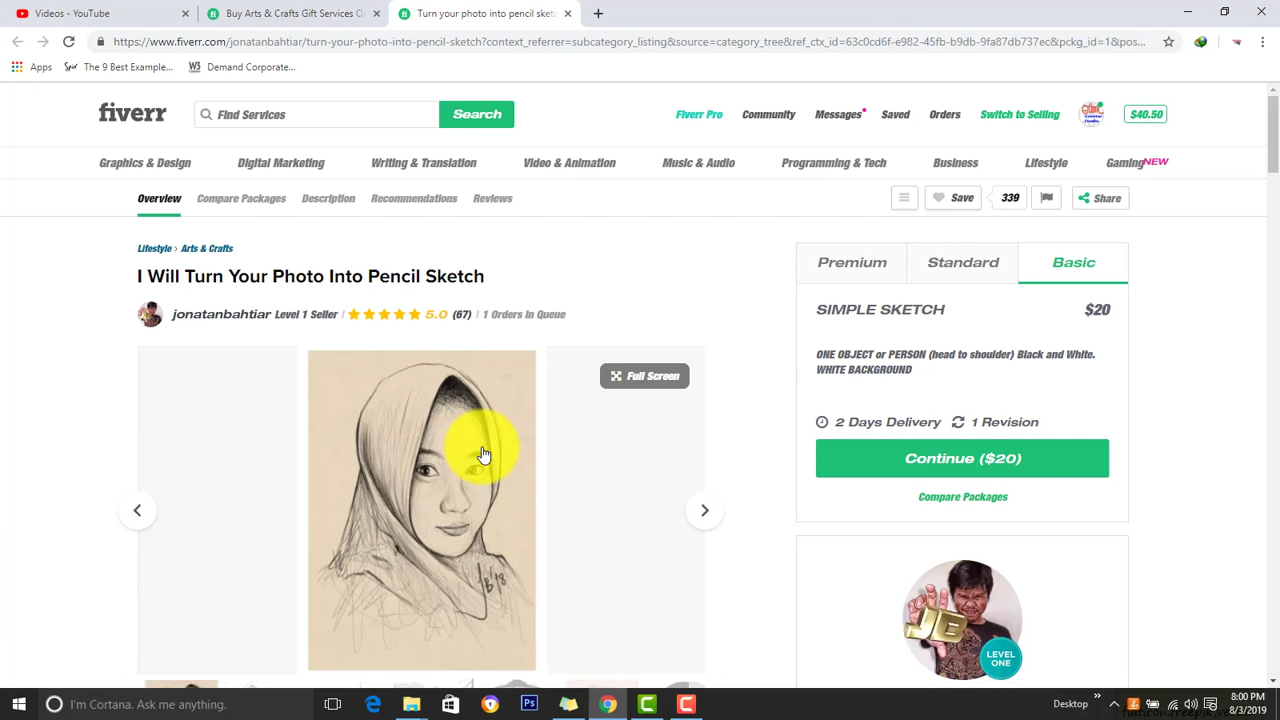 Videos - YouTube
Buy Arts & Crafts Gift Services O
Turn your photo into pencil sket
https://www.fiverr.com/jonatanbahtiar/turn-your-photo-into-pencil-sketch?context_referrer=subcategory_listing&source=category_tree&ref_ctx_id=63c0cd6f-e982-45fb-b9db-9fa87db737ec&pckg_id=1&pos...
Apps
The 9 Best Example...
W3
Demand Corporate...
fiverr
Find Services
Search
Fiverr Pro
Community
Messages
Saved
Orders
Switch to Selling
$40.50
Graphics & Design
Digital Marketing
Writing & Translation
Video & Animation
Music & Audio
Programming & Tech
Business
Lifestyle
Gaming NEW
Overview
Compare Packages
Description
Recommendations
Reviews
Save
339
Share
Lifestyle > Arts & Crafts
I Will Turn Your Photo Into Pencil Sketch
jonatanbahtiar Level 1 Seller | 5.0 (67) | 1 Orders in Queue
Full Screen
JB'18
Premium
Standard
Basic
SIMPLE SKETCH $20
ONE OBJECT or PERSON (head to shoulder) Black and White.
WHITE BACKGROUND
2 Days Delivery
1 Revision
Continue ($20)
Compare Packages
JB
LEVEL
ONE
I'm Cortana. Ask me anything.
Desktop
8:00 PM
8/3/2019